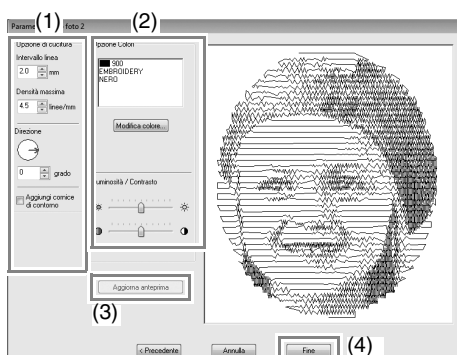 (1) (2)
foto 2
Opzione di cucitura
Intervallo linea
2.0 mm
Densità massima
4.5 linee/mm
Direzione
0 grado
Aggiungi cornice
di contorno
pzione Colori
900
EMBROIDERY
NERO
Modifica colore...
uminosità / Contrasto
Aggiorna anteprima
(3)
< Precedente Annulla Fine (4)